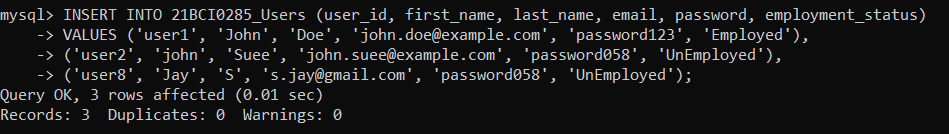 mysql> INSERT INTO 21BCI0285_Users (user_id, first_name, last_name, email, password, employment_status)
    -> VALUES ('user1', 'John', 'Doe', 'john.doe@example.com', 'password123', 'Employed'),
    -> ('user2', 'john', 'Suee', 'john.suee@example.com', 'password058', 'UnEmployed'),
    -> ('user8', 'Jay', 'S', 's.jay@gmail.com', 'password058', 'UnEmployed');
Query OK, 3 rows affected (0.01 sec)
Records: 3  Duplicates: 0  Warnings: 0